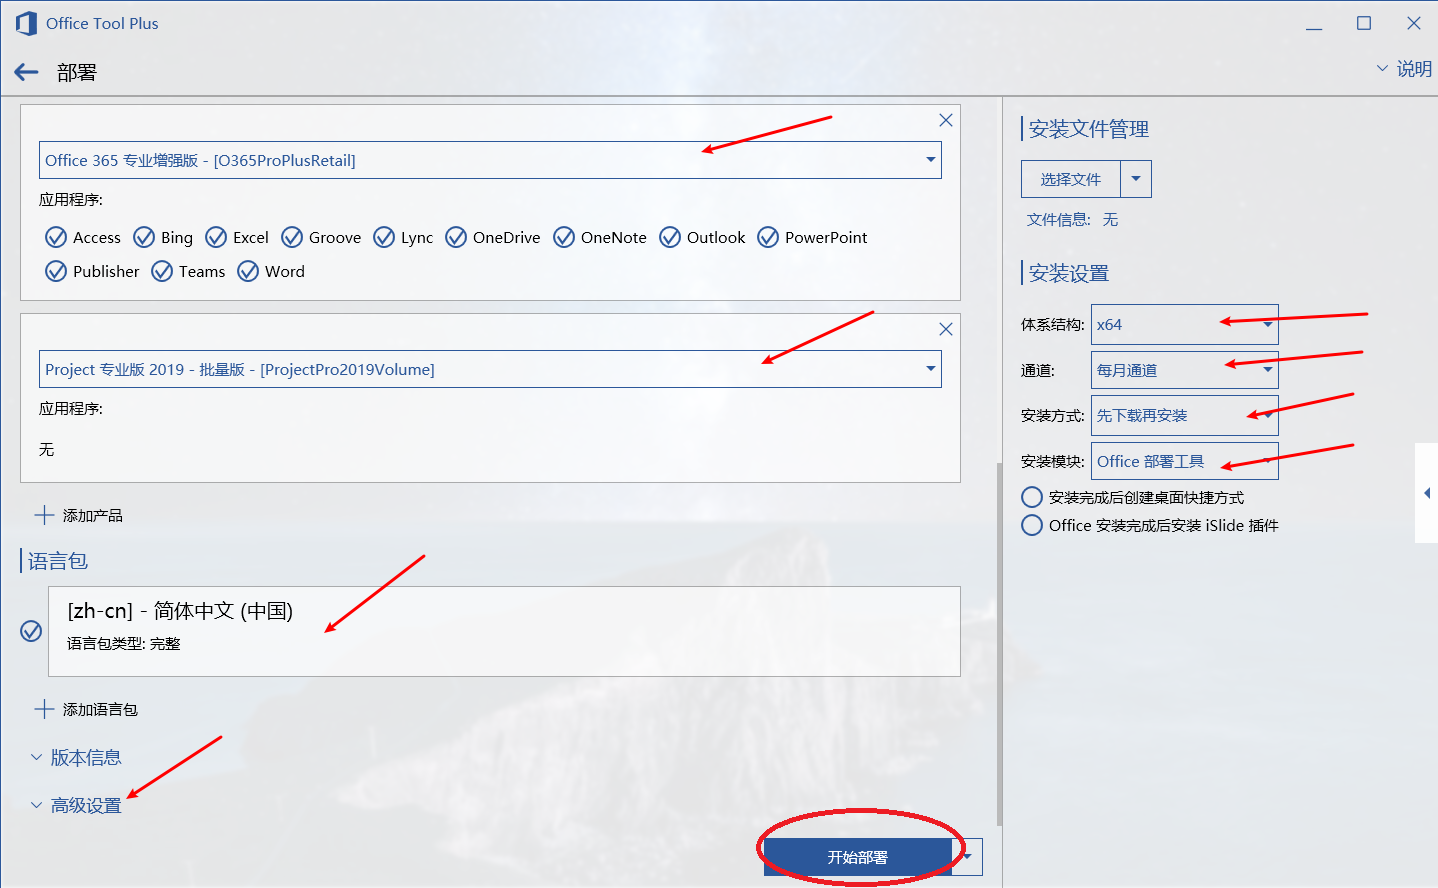 Office Tool Plus
部署
说明
Office 365 专业增强版 - [O365ProPlusRetail]
应用程序:
Access Bing Excel Groove Lync OneDrive OneNote Outlook PowerPoint
Publisher Teams Word
Project 专业版 2019 - 批量版 - [ProjectPro2019Volume]
应用程序:
无
添加产品
语言包
[zh-cn] - 简体中文 (中国)
语言包类型: 完整
添加语言包
版本信息
高级设置
开始部署
安装文件管理
选择文件
文件信息: 无
安装设置
体系结构: x64
通道: 每月通道
安装方式: 先下载再安装
安装模块: Office 部署工具
安装完成后创建桌面快捷方式
Office 安装完成后安装 iSlide 插件